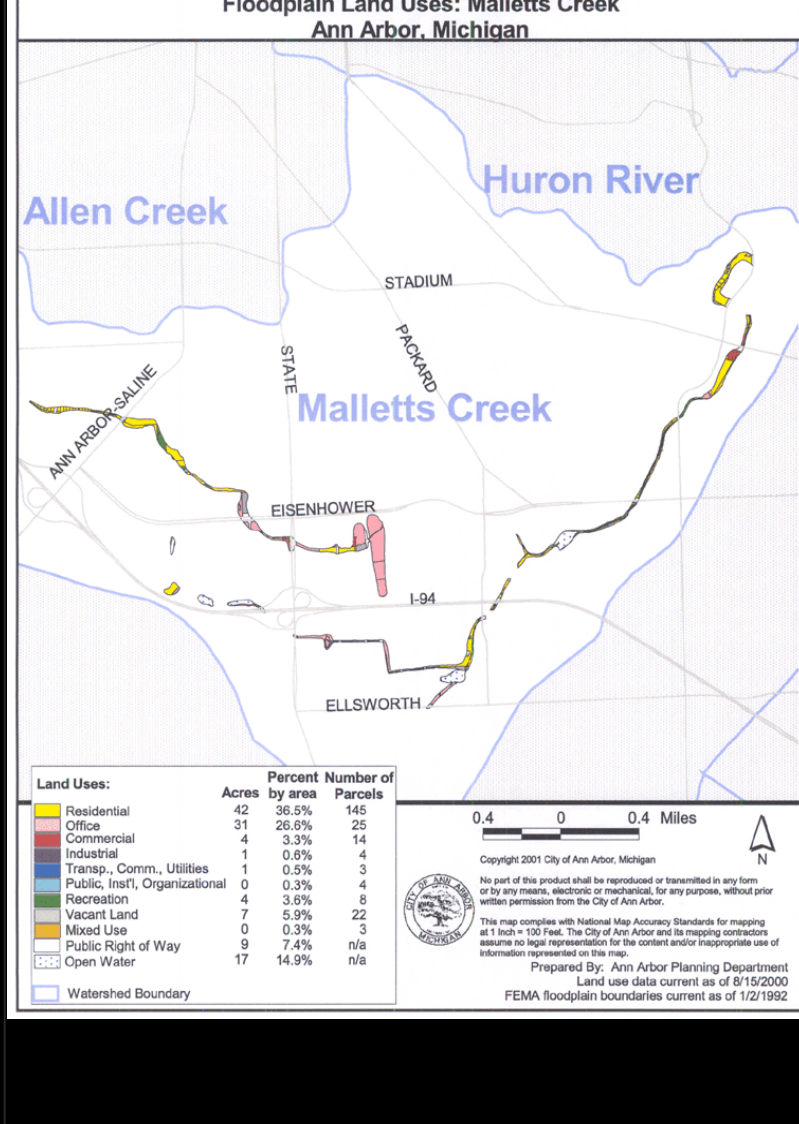 Floodplain Land Uses: Malletts Creek
Ann Arbor, Michigan
Huron River
Allen Creek
STADIUM
PACKARD
STATE
ANN ARBOR-SALINE
Malletts Creek
EISENHOWER
I-94
ELLSWORTH
Land Uses: Acres Percent by area Number of Parcels
Residential 42 36.5% 145
Office 31 26.6% 25
Commercial 4 3.3% 14
Industrial 1 0.6% 4
Transp., Comm., Utilities 1 0.5% 3
Public, Inst'l, Organizational 0 0.3% 4
Recreation 4 3.6% 8
Vacant Land 7 5.9% 22
Mixed Use 0 0.3% 3
Public Right of Way 9 7.4% n/a
Open Water 17 14.9% n/a
Watershed Boundary
0.4 0 0.4 Miles
N
Copyright 2001 City of Ann Arbor, Michigan
CITY OF ANN ARBOR
MICHIGAN
No part of this product shall be reproduced or transmitted in any form
or by any means, electronic or mechanical, for any purpose, without prior
written permission from the City of Ann Arbor.
This map complies with National Map Accuracy Standards for mapping
at 1 Inch = 100 Feet. The City of Ann Arbor and its mapping contractors
assume no legal representation for the content and/or inappropriate use of
information represented on this map.
Prepared By: Ann Arbor Planning Department
Land use data current as of 8/15/2000
FEMA floodplain boundaries current as of 1/2/1992